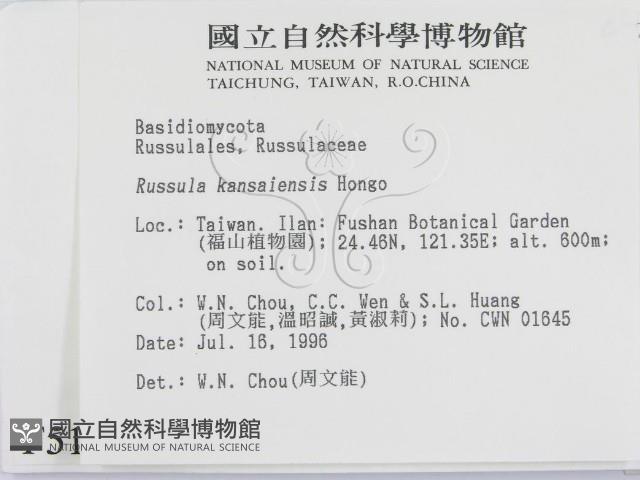 國立自然科學博物館
NATIONAL MUSEUM OF NATURAL SCIENCE
TAICHUNG, TAIWAN, R.O.CHINA
Basidiomycota
Russulales, Russulaceae
Russula kansaiensis Hongo
Loc.: Taiwan. Ilan: Fushan Botanical Garden
(福山植物園); 24.46N, 121.35E; alt. 600m;
on soil.
Col.: W.N. Chou, C.C. Wen & S.L. Huang
(周文能,溫昭誠,黃淑莉); No. CWN 01645
Date: Jul. 16, 1996
Det.: W.N. Chou(周文能)
國立自然科學博物館
NATIONAL MUSEUM OF NATURAL SCIENCE